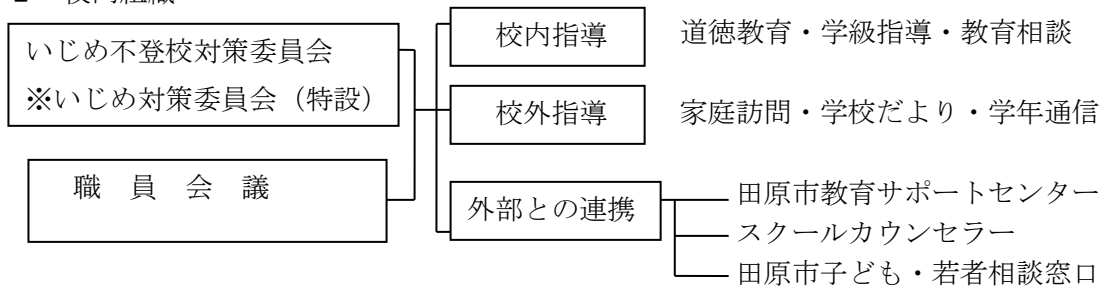 いじめ不登校対策委員会
※いじめ対策委員会（特設）
職　員　会　議
校内指導　道徳教育・学級指導・教育相談
校外指導　家庭訪問・学校だより・学年通信
外部との連携
田原市教育サポートセンター
スクールカウンセラー
田原市子ども・若者相談窓口